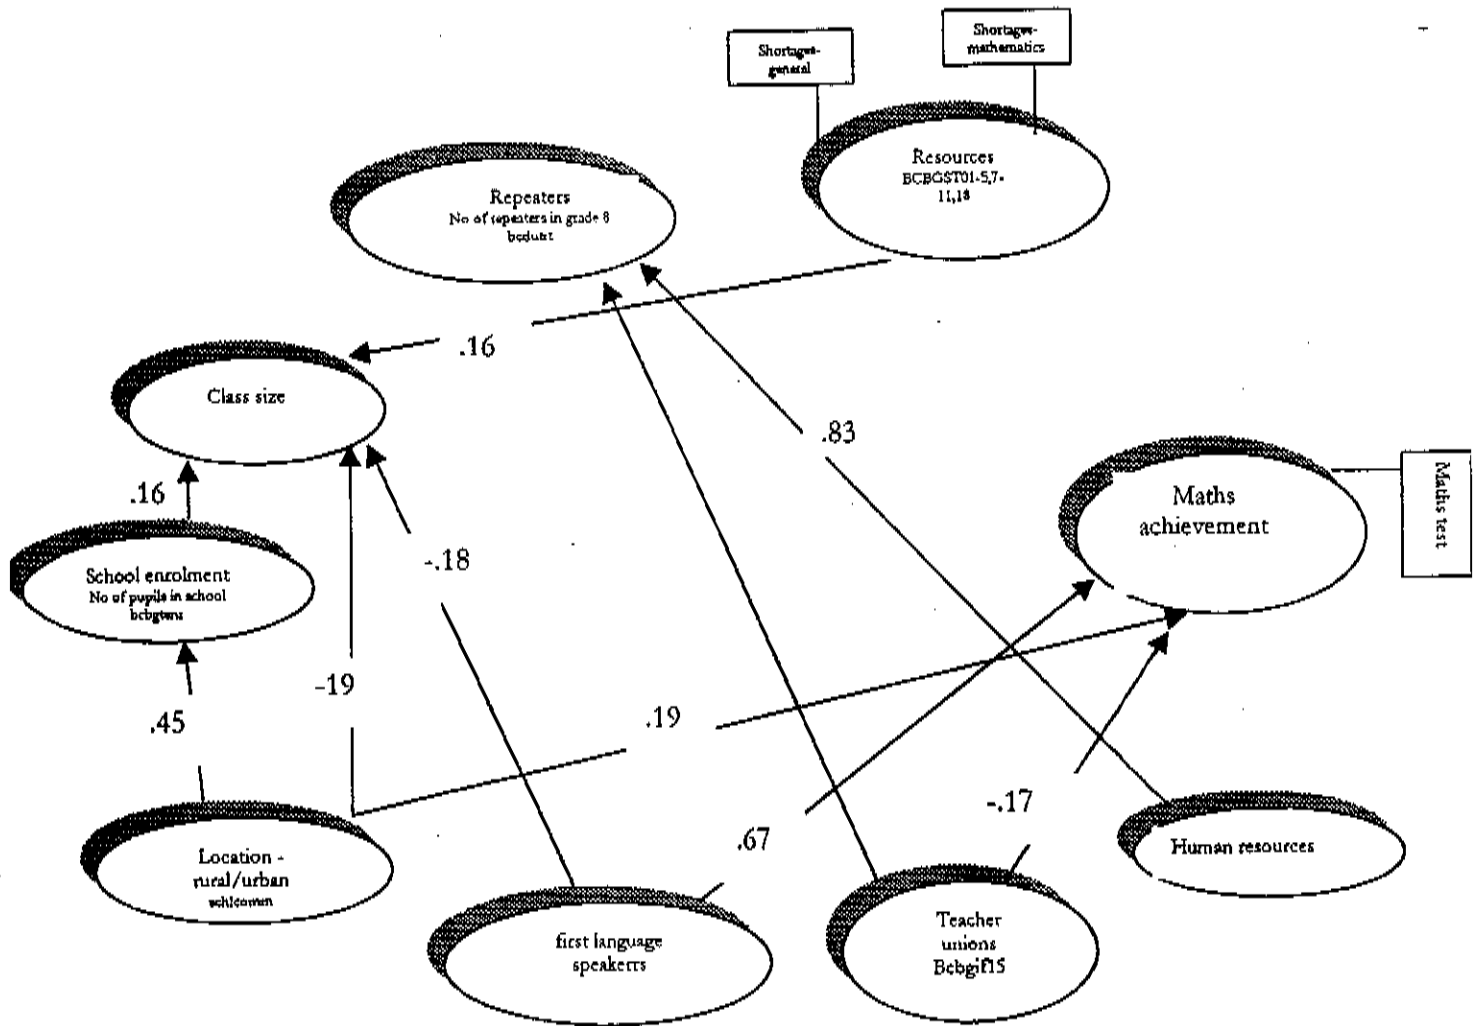 Shortages-
general
Shortages-
mathematics
Resources
BCBGST01-5,7-
11,18
Repeaters
No of repeaters in grade 8
.16
Class size
.83
.16
Maths
achievement
Maths test
School enrolment
No of pupils in school
-.18
-19
.45
.19
-.17
.67
Location -
rural/urban
Human resources
first language
speakerrs
Teacher
unions
Bcbgif15